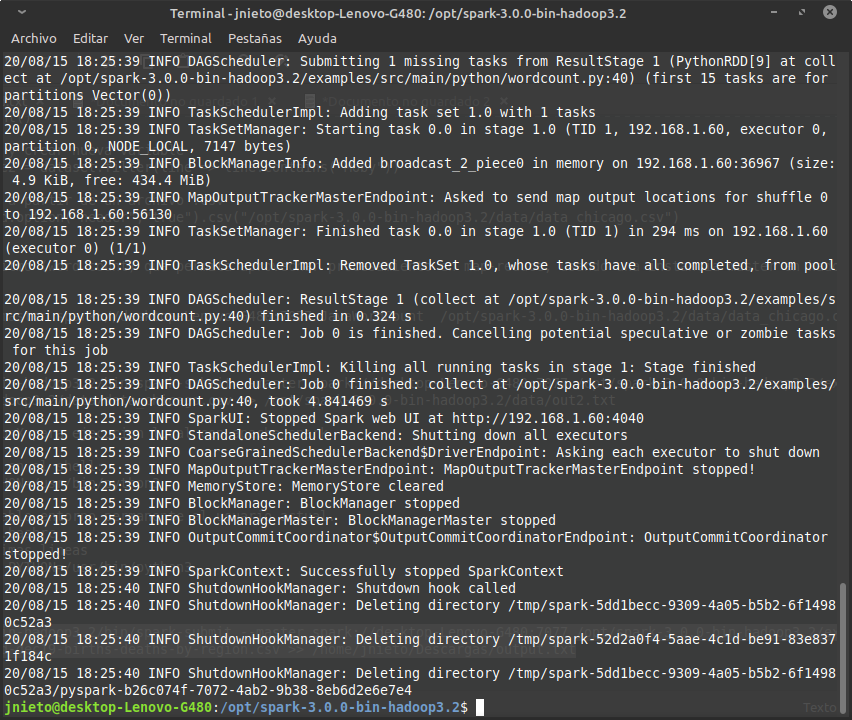 Terminal - jnieto@desktop-Lenovo-G480: /opt/spark-3.0.0-bin-hadoop3.2
Archivo Editar Ver Terminal Pestañas Ayuda
20/08/15 18:25:39 INFO DAGScheduler: Submitting 1 missing tasks from ResultStage 1 (PythonRDD[9] at coll
ect at /opt/spark-3.0.0-bin-hadoop3.2/examples/src/main/python/wordcount.py:40) (first 15 tasks are for
partitions Vector(0))
20/08/15 18:25:39 INFO TaskSchedulerImpl: Adding task set 1.0 with 1 tasks
20/08/15 18:25:39 INFO TaskSetManager: Starting task 0.0 in stage 1.0 (TID 1, 192.168.1.60, executor 0,
partition 0, NODE_LOCAL, 7147 bytes)
20/08/15 18:25:39 INFO BlockManagerInfo: Added broadcast_2_piece0 in memory on 192.168.1.60:36967 (size:
 4.9 KiB, free: 434.4 MiB)
20/08/15 18:25:39 INFO MapOutputTrackerMasterEndpoint: Asked to send map output locations for shuffle 0
to 192.168.1.60:56130
20/08/15 18:25:39 INFO TaskSetManager: Finished task 0.0 in stage 1.0 (TID 1) in 294 ms on 192.168.1.60
(executor 0) (1/1)
20/08/15 18:25:39 INFO TaskSchedulerImpl: Removed TaskSet 1.0, whose tasks have all completed, from pool
20/08/15 18:25:39 INFO DAGScheduler: ResultStage 1 (collect at /opt/spark-3.0.0-bin-hadoop3.2/examples/s
rc/main/python/wordcount.py:40) finished in 0.324 s
20/08/15 18:25:39 INFO DAGScheduler: Job 0 is finished. Cancelling potential speculative or zombie tasks
 for this job
20/08/15 18:25:39 INFO TaskSchedulerImpl: Killing all running tasks in stage 1: Stage finished
20/08/15 18:25:39 INFO DAGScheduler: Job 0 finished: collect at /opt/spark-3.0.0-bin-hadoop3.2/examples/
src/main/python/wordcount.py:40, took 4.841469 s
20/08/15 18:25:39 INFO SparkUI: Stopped Spark web UI at http://192.168.1.60:4040
20/08/15 18:25:39 INFO StandaloneSchedulerBackend: Shutting down all executors
20/08/15 18:25:39 INFO CoarseGrainedSchedulerBackend$DriverEndpoint: Asking each executor to shut down
20/08/15 18:25:39 INFO MapOutputTrackerMasterEndpoint: MapOutputTrackerMasterEndpoint stopped!
20/08/15 18:25:39 INFO MemoryStore: MemoryStore cleared
20/08/15 18:25:39 INFO BlockManager: BlockManager stopped
20/08/15 18:25:39 INFO BlockManagerMaster: BlockManagerMaster stopped
20/08/15 18:25:39 INFO OutputCommitCoordinator$OutputCommitCoordinatorEndpoint: OutputCommitCoordinator
stopped!
20/08/15 18:25:39 INFO SparkContext: Successfully stopped SparkContext
20/08/15 18:25:40 INFO ShutdownHookManager: Shutdown hook called
20/08/15 18:25:40 INFO ShutdownHookManager: Deleting directory /tmp/spark-5dd1becc-9309-4a05-b5b2-6f1498
0c52a3
20/08/15 18:25:40 INFO ShutdownHookManager: Deleting directory /tmp/spark-52d2a0f4-5aae-4c1d-be91-83e837
1f184c
20/08/15 18:25:40 INFO ShutdownHookManager: Deleting directory /tmp/spark-5dd1becc-9309-4a05-b5b2-6f1498
0c52a3/pyspark-b26c074f-7072-4ab2-9b38-8eb6d2e6e7e4
jnieto@desktop-Lenovo-G480:/opt/spark-3.0.0-bin-hadoop3.2$